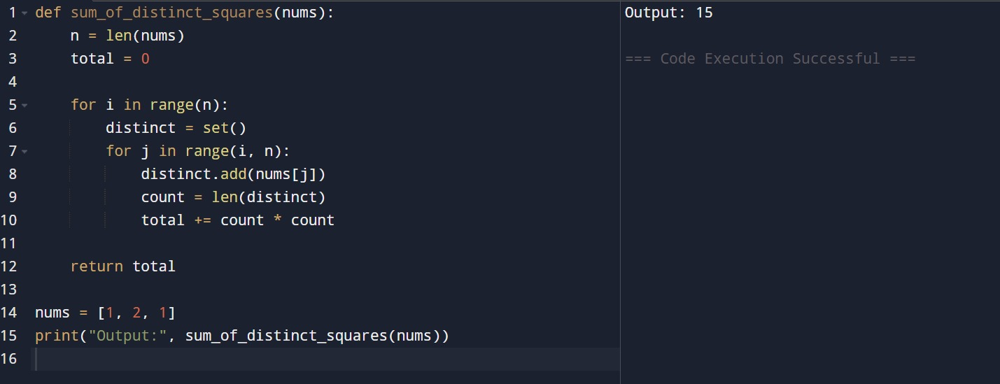 1 def sum_of_distinct_squares(nums):
2     n = len(nums)
3     total = 0
4
5     for i in range(n):
6         distinct = set()
7         for j in range(i, n):
8             distinct.add(nums[j])
9             count = len(distinct)
10             total += count * count
11
12     return total
13
14 nums = [1, 2, 1]
15 print("Output:", sum_of_distinct_squares(nums))
16
Output: 15
=== Code Execution Successful ===